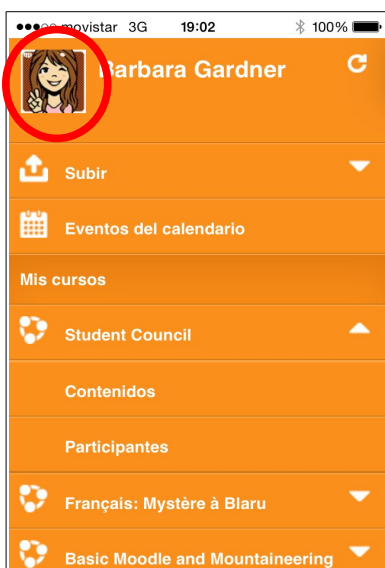 movistar 3G 19:02 100%
Barbara Gardner
Subir
Eventos del calendario
Mis cursos
Student Council
Contenidos
Participantes
Français: Mystère à Blaru
Basic Moodle and Mountaineering